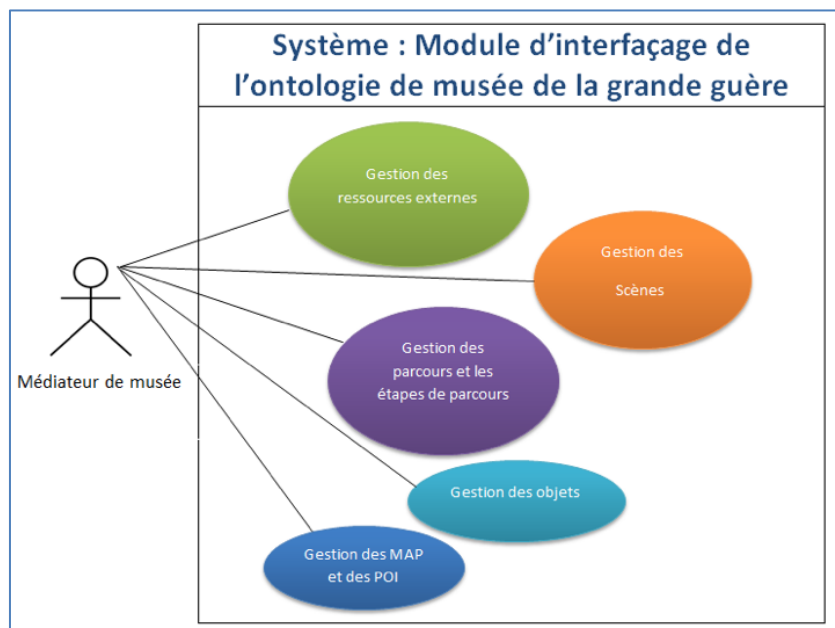 Système : Module d'interfaçage de
l'ontologie de musée de la grande guère
Gestion des
ressources externes
Gestion des
Scènes
Gestion des
parcours et les
étapes de parcours
Médiateur de musée
Gestion des objets
Gestion des MAP
et des POI